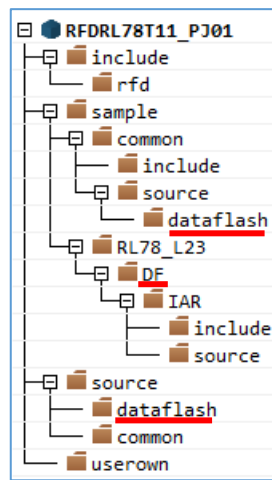 RFDRL78T11_PJ01
include
rfd
sample
common
include
source
dataflash
RL78_L23
DF
IAR
include
source
source
dataflash
common
userown